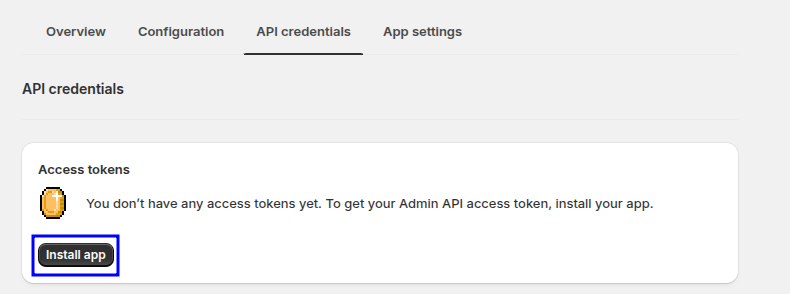 Overview Configuration API credentials App settings
API credentials
Access tokens
You don’t have any access tokens yet. To get your Admin API access token, install your app.
Install app